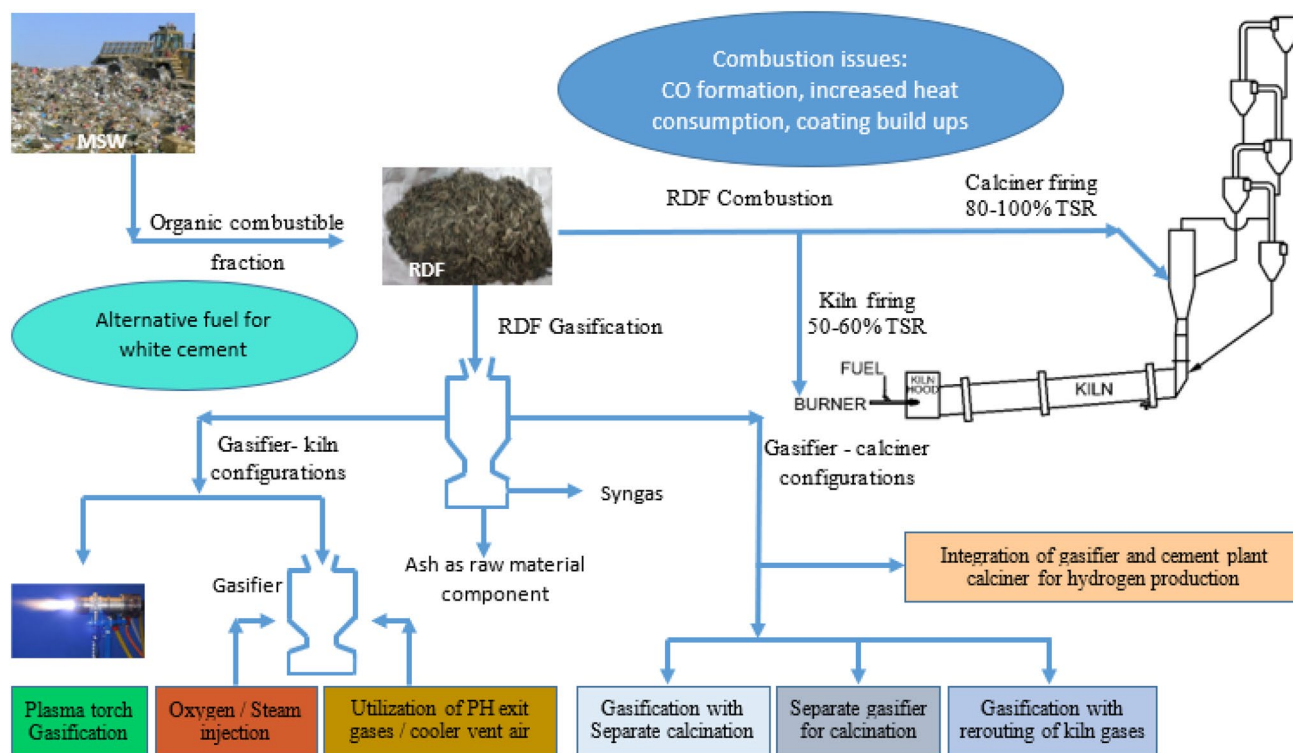 MSW
Combustion issues:
CO formation, increased heat
consumption, coating build ups
Organic combustible
fraction
RDF
RDF Combustion
Calciner firing
80-100% TSR
Alternative fuel for
white cement
RDF Gasification
Kiln firing
50-60% TSR
FUEL
BURNER
KILN
HOOD
KILN
Gasifier- kiln
configurations
Gasifier - calciner
configurations
Syngas
Ash as raw material
component
Gasifier
Integration of gasifier and cement plant
calciner for hydrogen production
Plasma torch
Gasification
Oxygen / Steam
injection
Utilization of PH exit
gases / cooler vent air
Gasification with
Separate calcination
Separate gasifier
for calcination
Gasification with
rerouting of kiln gases